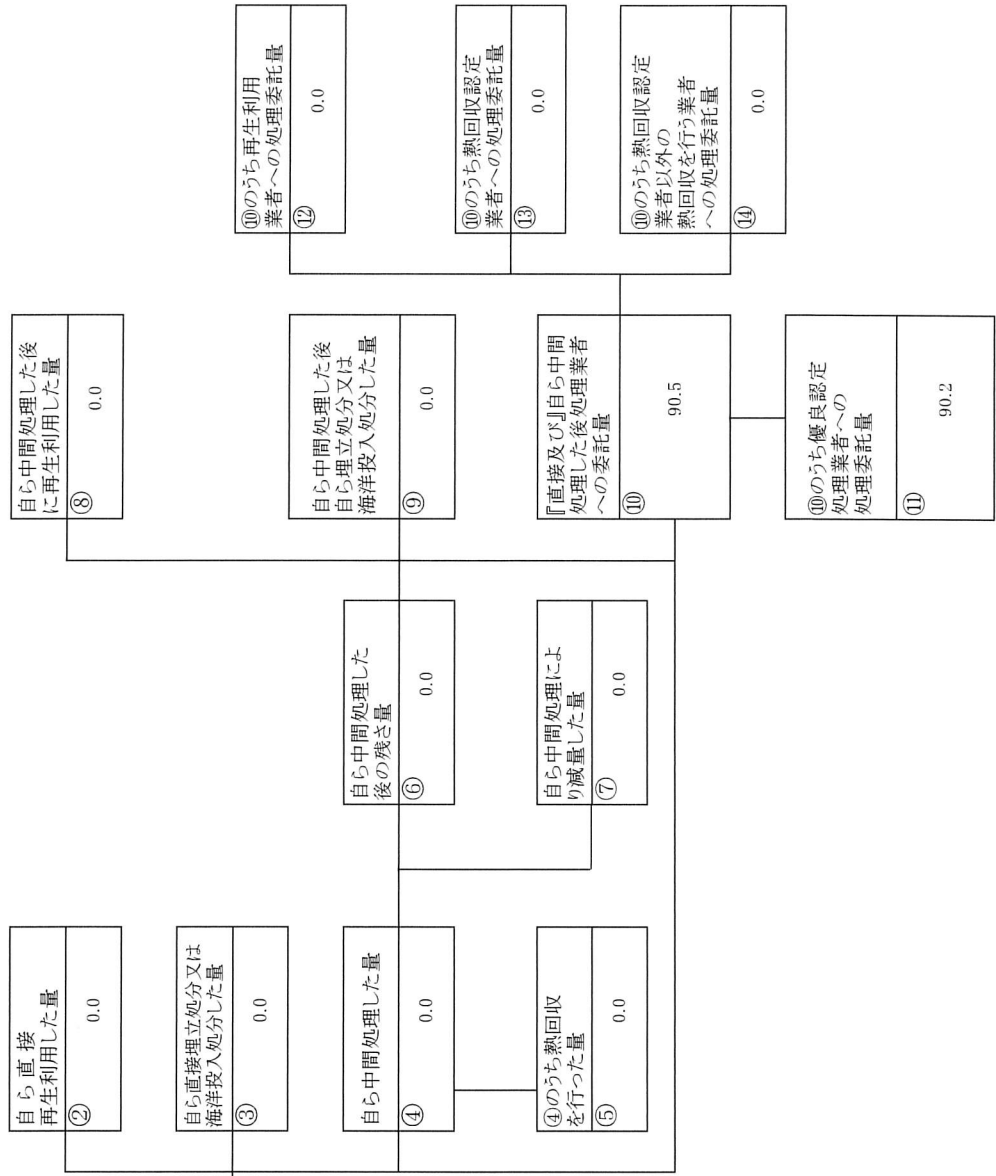 自 ら 直 接
再生利用した量
②
0.0
自ら直接埋立処分又は
海洋投入処分した量
③
0.0
自ら中間処理した量
④
0.0
④のうち熱回収
を行った量
⑤
0.0
自ら中間処理した
後の残さ量
⑥
0.0
自ら中間処理によ
り減量した量
⑦
0.0
自ら中間処理した後
に再生利用した量
⑧
0.0
自ら中間処理した後
自ら埋立処分又は
海洋投入処分した量
⑨
0.0
『直接及び』自ら中間
処理した後処理業者
への委託量
⑩
90.5
⑩のうち優良認定
処理業者への
処理委託量
⑪
90.2
⑩のうち再生利用
業者への処理委託量
⑫
0.0
⑩のうち熱回収認定
業者への処理委託量
⑬
0.0
⑩のうち熱回収認定
業者以外の
熱回収を行う業者
への処理委託量
⑭
0.0